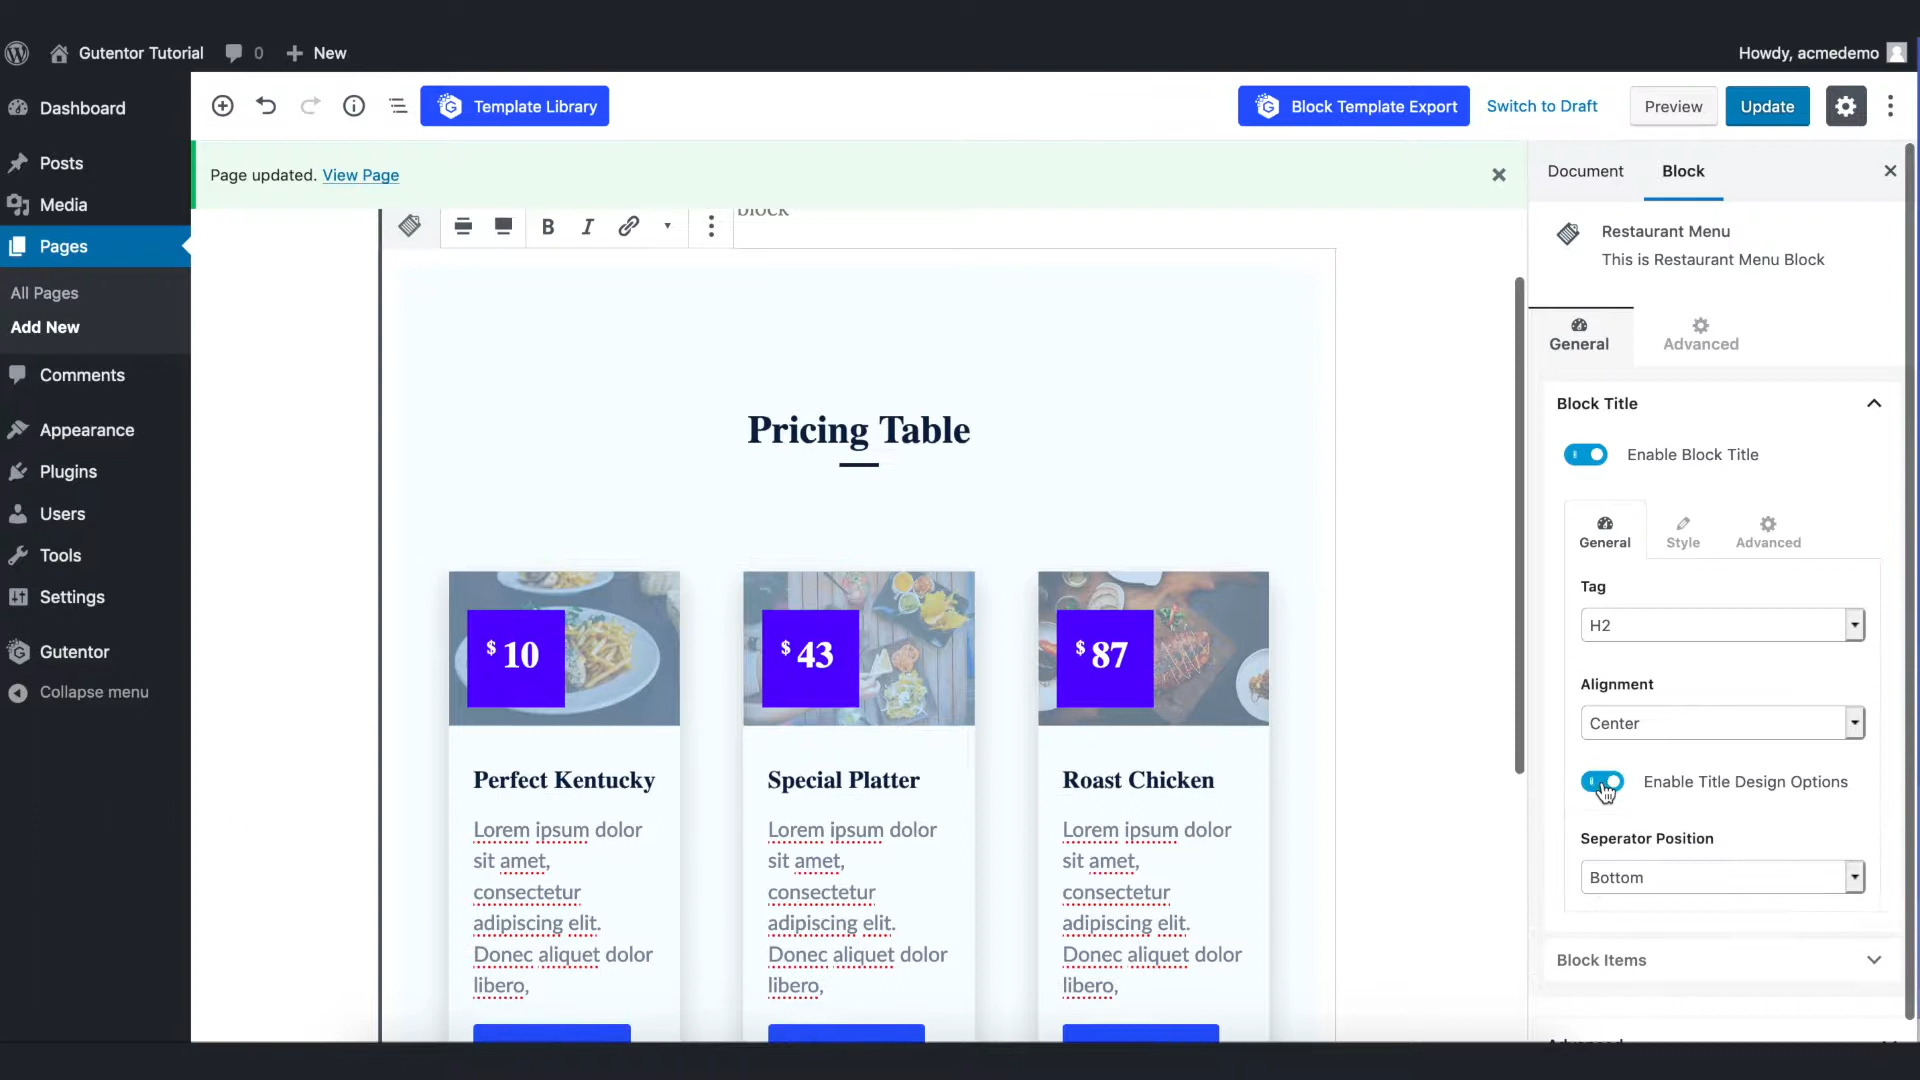 Gutentor Tutorial
0
New
Howdy, acmedemo
Dashboard
Posts
Media
Pages
All Pages
Add New
Comments
Appearance
Plugins
Users
Tools
Settings
Gutentor
Collapse menu
Template Library
Block Template Export
Switch to Draft
Preview
Update
Page updated. View Page
block
B
I
Pricing Table
$ 10
$ 43
$ 87
Perfect Kentucky
Lorem ipsum dolor
sit amet,
consectetur
adipiscing elit.
Donec aliquet dolor
libero,
Special Platter
Lorem ipsum dolor
sit amet,
consectetur
adipiscing elit.
Donec aliquet dolor
libero,
Roast Chicken
Lorem ipsum dolor
sit amet,
consectetur
adipiscing elit.
Donec aliquet dolor
libero,
Document
Block
Restaurant Menu
This is Restaurant Menu Block
General
Advanced
Block Title
Enable Block Title
General
Style
Advanced
Tag
H2
Alignment
Center
Enable Title Design Options
Seperator Position
Bottom
Block Items